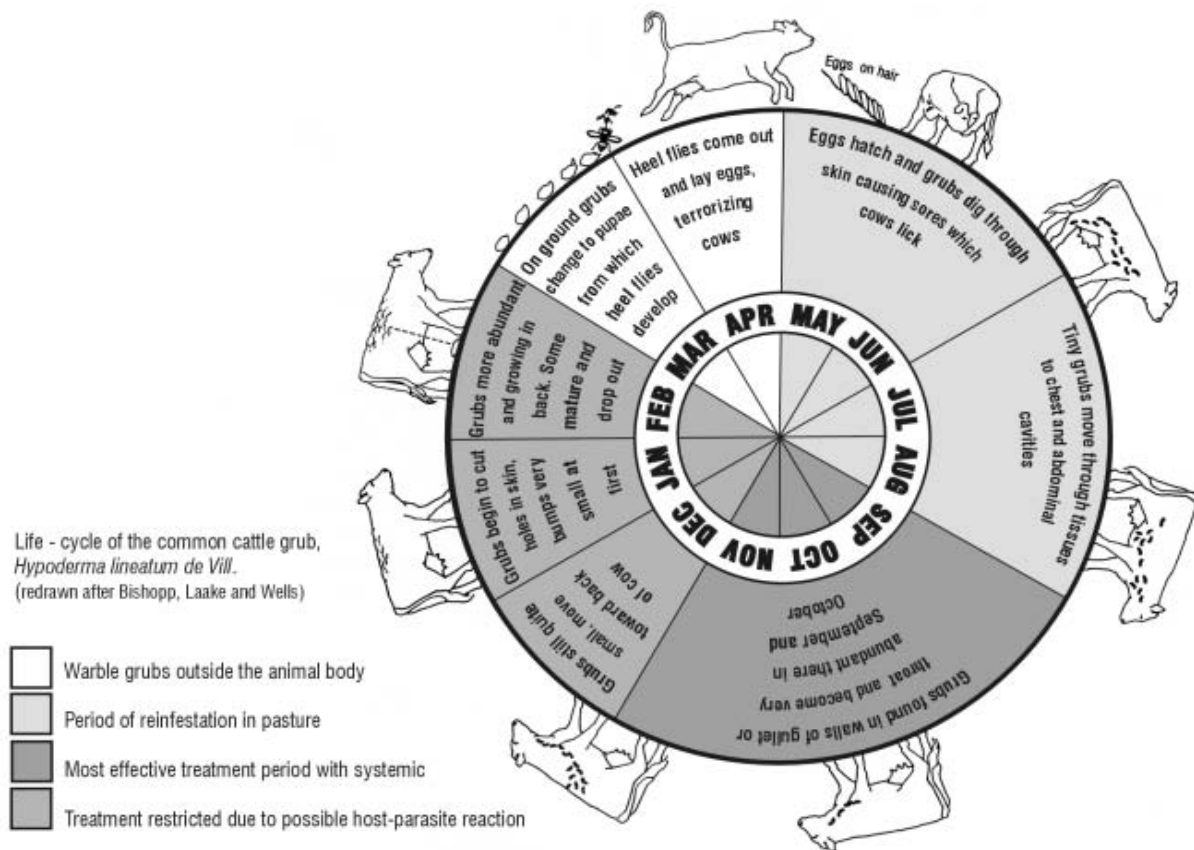 Eggs on hair
Heel flies come out
and lay eggs,
terrorizing
cows
Eggs hatch and grubs dig through
skin causing sores which
cows lick
Tiny grubs move through tissues
to chest and abdominal
cavities
Grubs found in walls of gullet or
throat and become very
abundant there in
September and
October
Grubs still quite
small, move
toward back
of cow
Grubs begin to cut
holes in skin,
bumps very
small at
first
Grubs more abundant
and growing in
back. Some
mature and
drop out
On ground grubs
change to pupae
from which
heel flies
develop
JAN FEB MAR APR MAY JUN JUL AUG SEP OCT NOV DEC
Life - cycle of the common cattle grub,
Hypoderma lineatum de Vill.
(redrawn after Bishopp, Laake and Wells)
Warble grubs outside the animal body
Period of reinfestation in pasture
Most effective treatment period with systemic
Treatment restricted due to possible host-parasite reaction